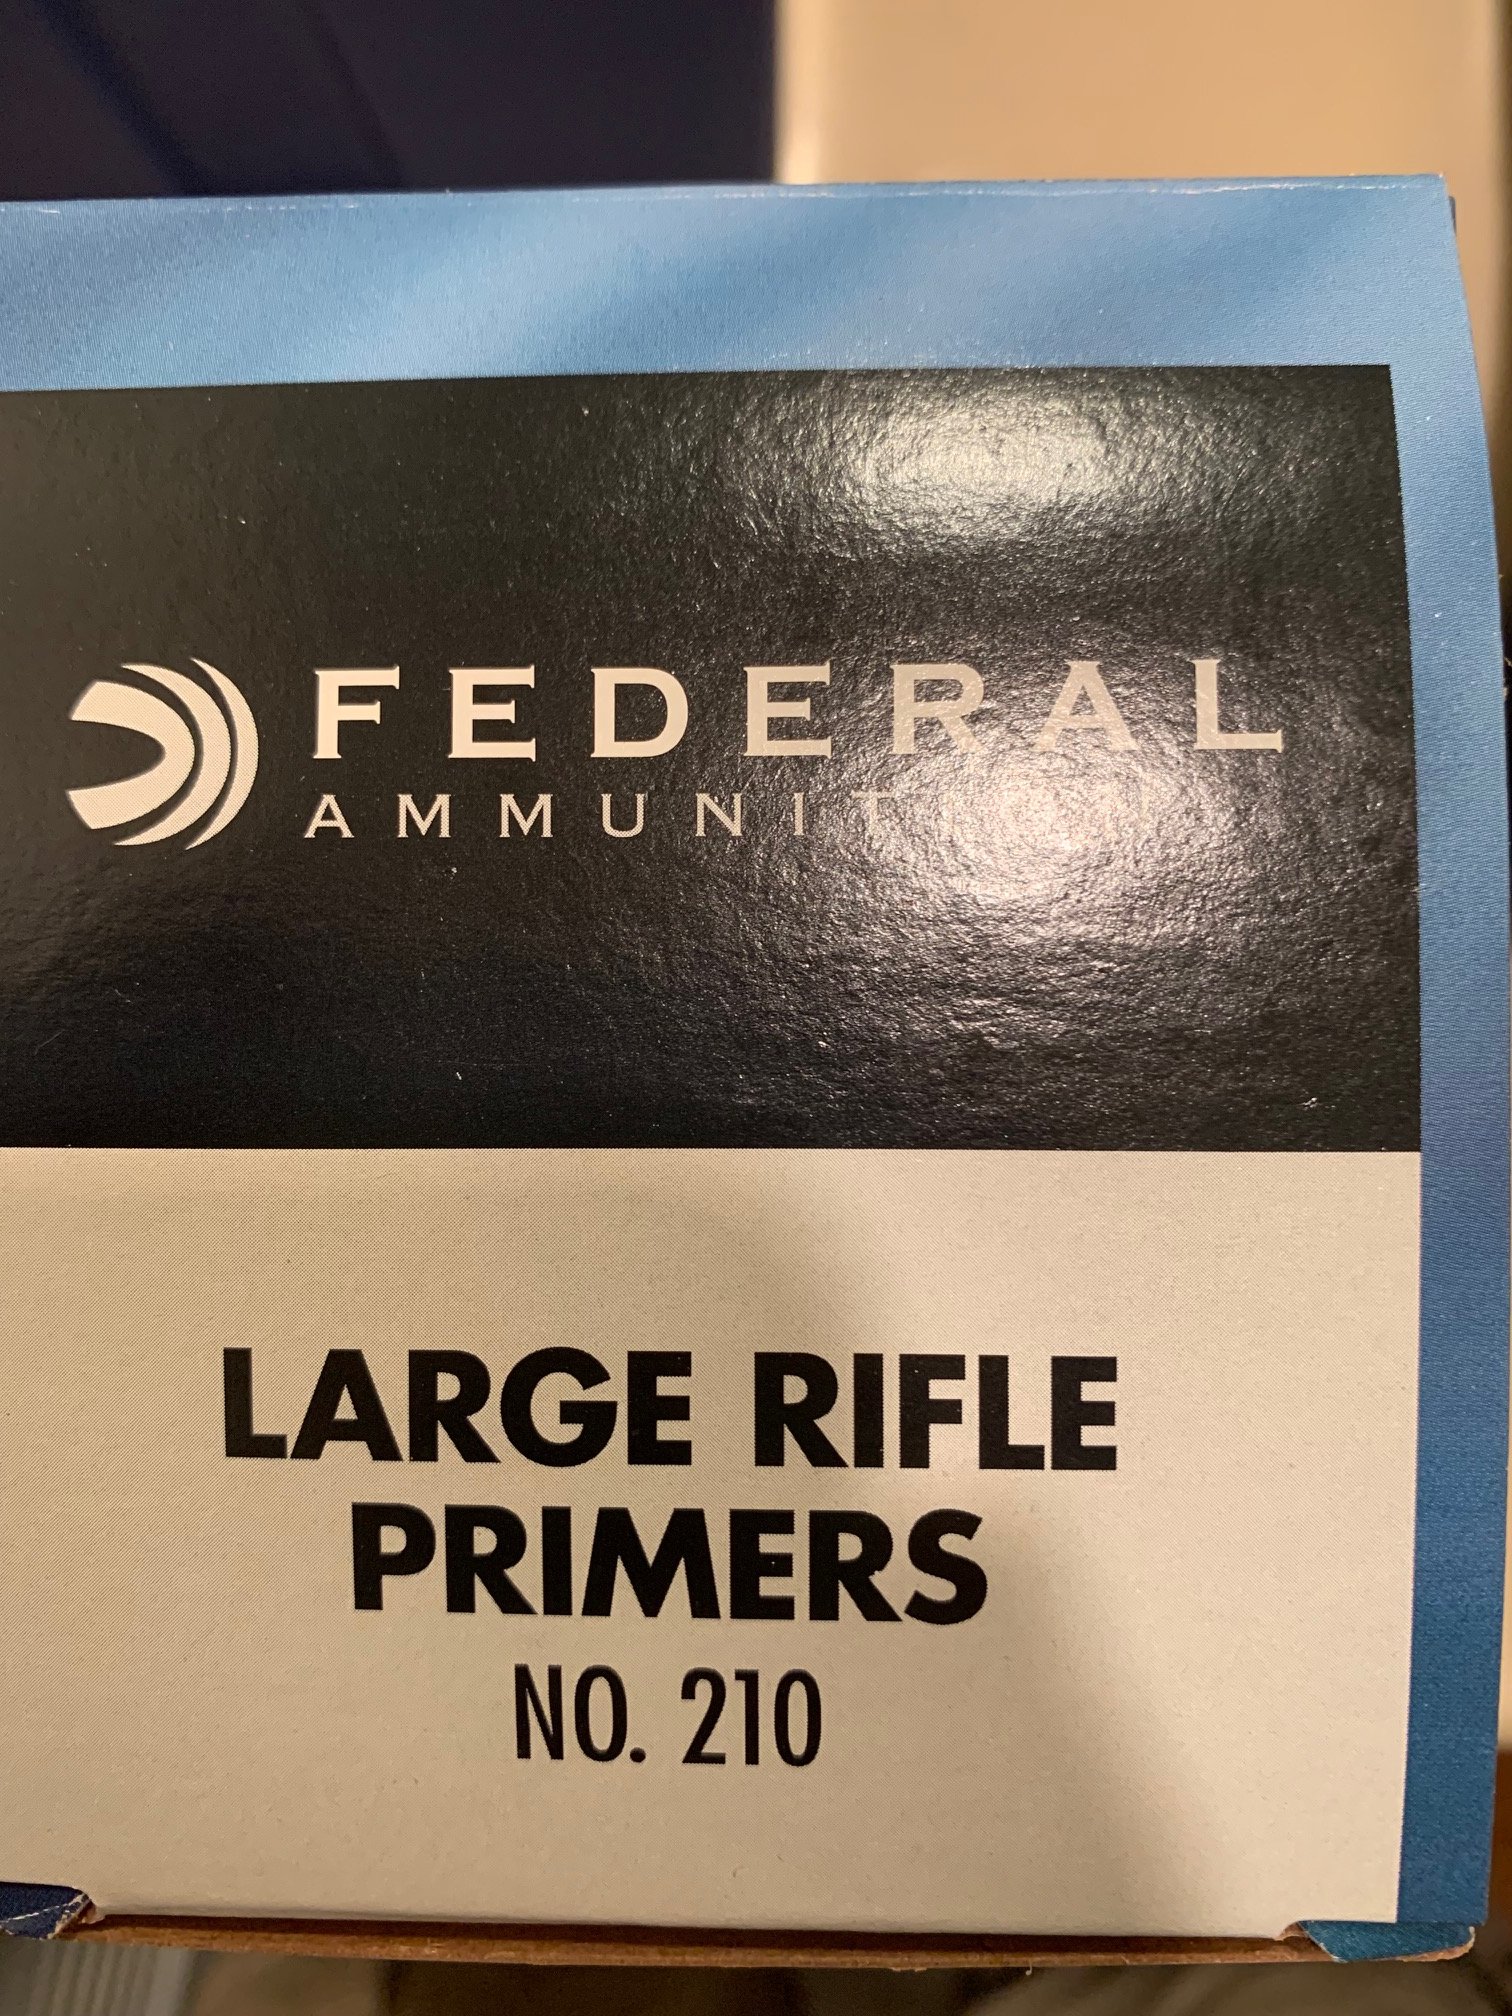 FEDERAL
AMMUNITION
LARGE RIFLE
PRIMERS
NO. 210